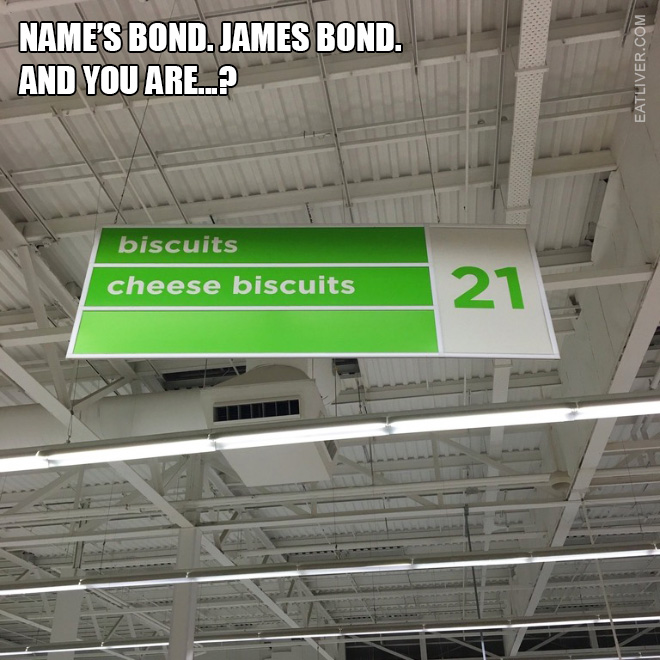 NAME'S BOND. JAMES BOND.
AND YOU ARE...?
EATLIVER.COM
biscuits
cheese biscuits
21